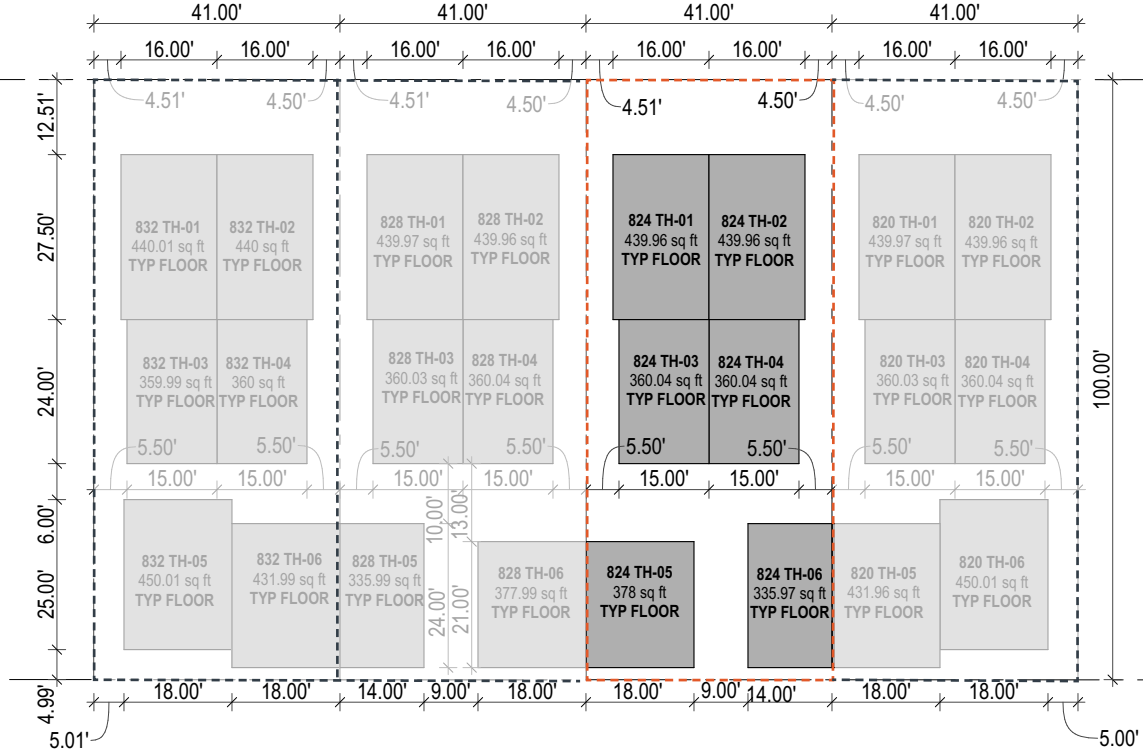 41.00' 41.00' 41.00' 41.00'
16.00' 16.00' 16.00' 16.00' 16.00' 16.00' 16.00' 16.00'
4.51' 4.50' 4.51' 4.50' 4.51' 4.50' 4.50' 4.50'
12.51'
27.50'
24.00'
6.00'
25.00'
4.99'
100.00'
832 TH-01
440.01 sq ft
TYP FLOOR
832 TH-02
440 sq ft
TYP FLOOR
828 TH-01
439.97 sq ft
TYP FLOOR
828 TH-02
439.96 sq ft
TYP FLOOR
824 TH-01
439.96 sq ft
TYP FLOOR
824 TH-02
439.96 sq ft
TYP FLOOR
820 TH-01
439.97 sq ft
TYP FLOOR
820 TH-02
439.96 sq ft
TYP FLOOR
832 TH-03
359.99 sq ft
TYP FLOOR
832 TH-04
360 sq ft
TYP FLOOR
828 TH-03
360.03 sq ft
TYP FLOOR
828 TH-04
360.04 sq ft
TYP FLOOR
824 TH-03
360.04 sq ft
TYP FLOOR
824 TH-04
360.04 sq ft
TYP FLOOR
820 TH-03
360.03 sq ft
TYP FLOOR
820 TH-04
360.04 sq ft
TYP FLOOR
5.50' 5.50' 5.50' 5.50' 5.50' 5.50' 5.50' 5.50'
15.00' 15.00' 15.00' 15.00' 15.00' 15.00' 15.00' 15.00'
10.00'
13.00'
24.00'
21.00'
832 TH-05
450.01 sq ft
TYP FLOOR
832 TH-06
431.99 sq ft
TYP FLOOR
828 TH-05
335.99 sq ft
TYP FLOOR
828 TH-06
377.99 sq ft
TYP FLOOR
824 TH-05
378 sq ft
TYP FLOOR
824 TH-06
335.97 sq ft
TYP FLOOR
820 TH-05
431.96 sq ft
TYP FLOOR
820 TH-06
450.01 sq ft
TYP FLOOR
18.00' 18.00' 14.00' 9.00' 18.00' 18.00' 9.00' 14.00' 18.00' 18.00'
5.01' 5.00'